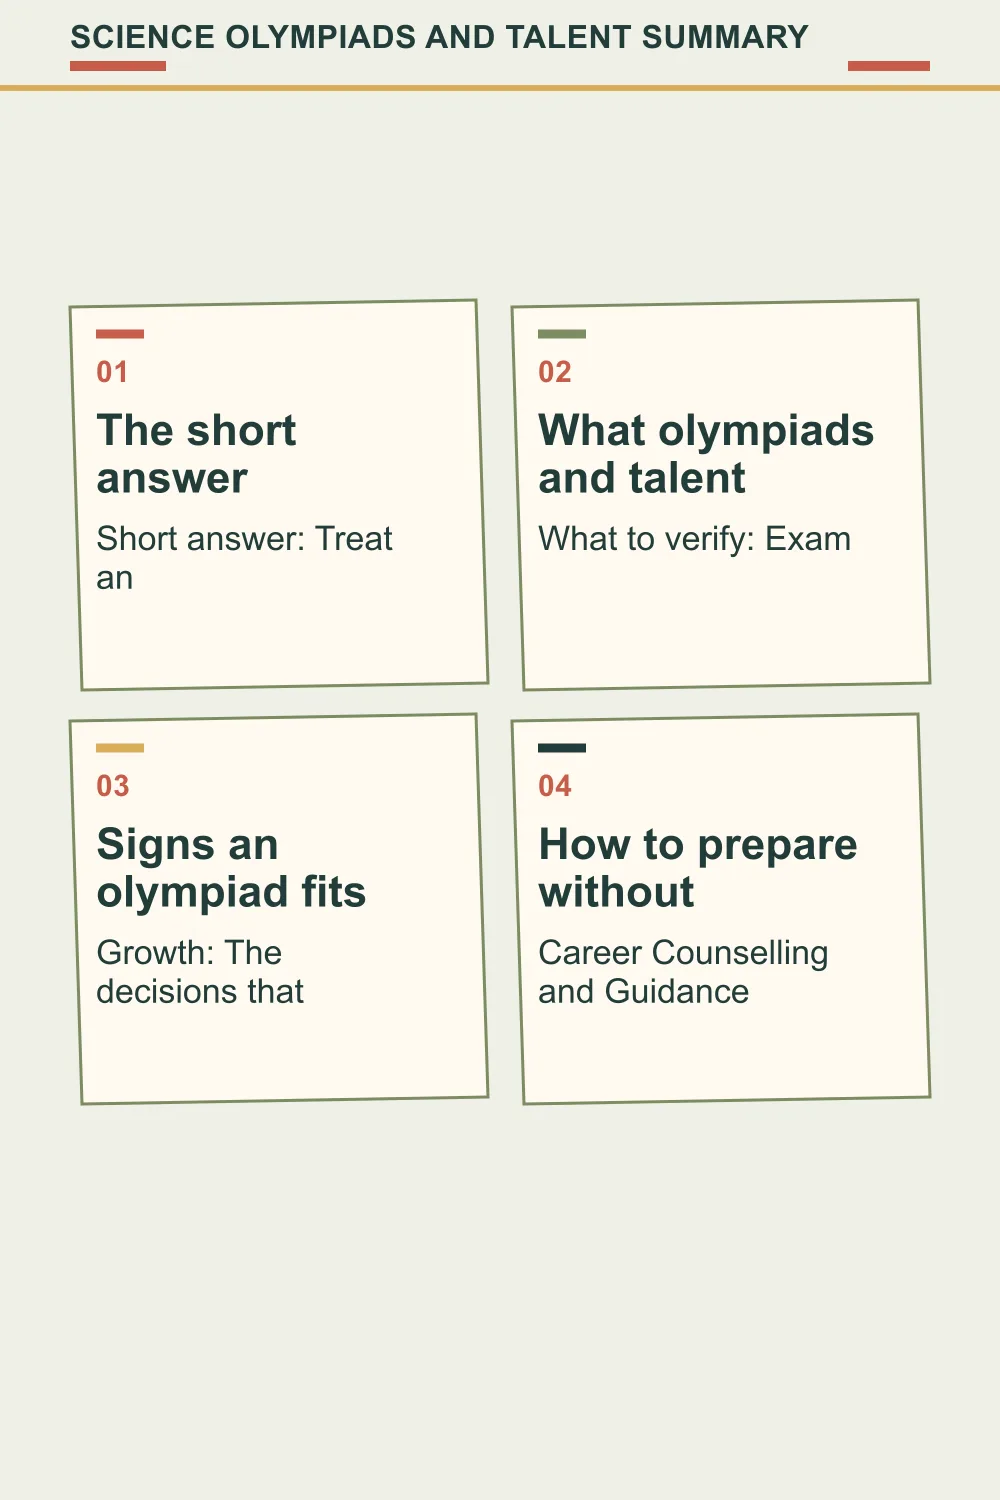 SCIENCE OLYMPIADS AND TALENT SUMMARY
01
The short
answer
Short answer: Treat
an
02
What olympiads
and talent
What to verify: Exam
03
Signs an
olympiad fits
Growth: The
decisions that
04
How to prepare
without
Career Counselling
and Guidance